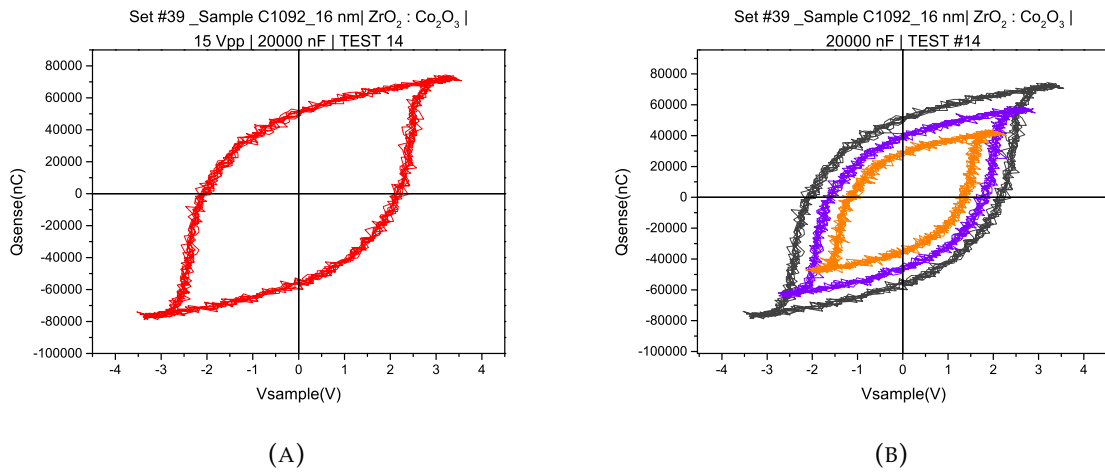 Set #39 _Sample C1092_16 nm| ZrO₂ : Co₂O₃ |
15 Vpp | 20000 nF | TEST 14
80000
60000
40000
20000
0
-20000
-40000
-60000
-80000
-100000
Qsense(nC)
-4 -3 -2 -1 0 1 2 3 4
Vsample(V)
(A)
Set #39 _Sample C1092_16 nm| ZrO₂ : Co₂O₃ |
20000 nF | TEST #14
80000
60000
40000
20000
0
-20000
-40000
-60000
-80000
-100000
Qsense(nC)
-4 -3 -2 -1 0 1 2 3 4
Vsample(V)
(B)